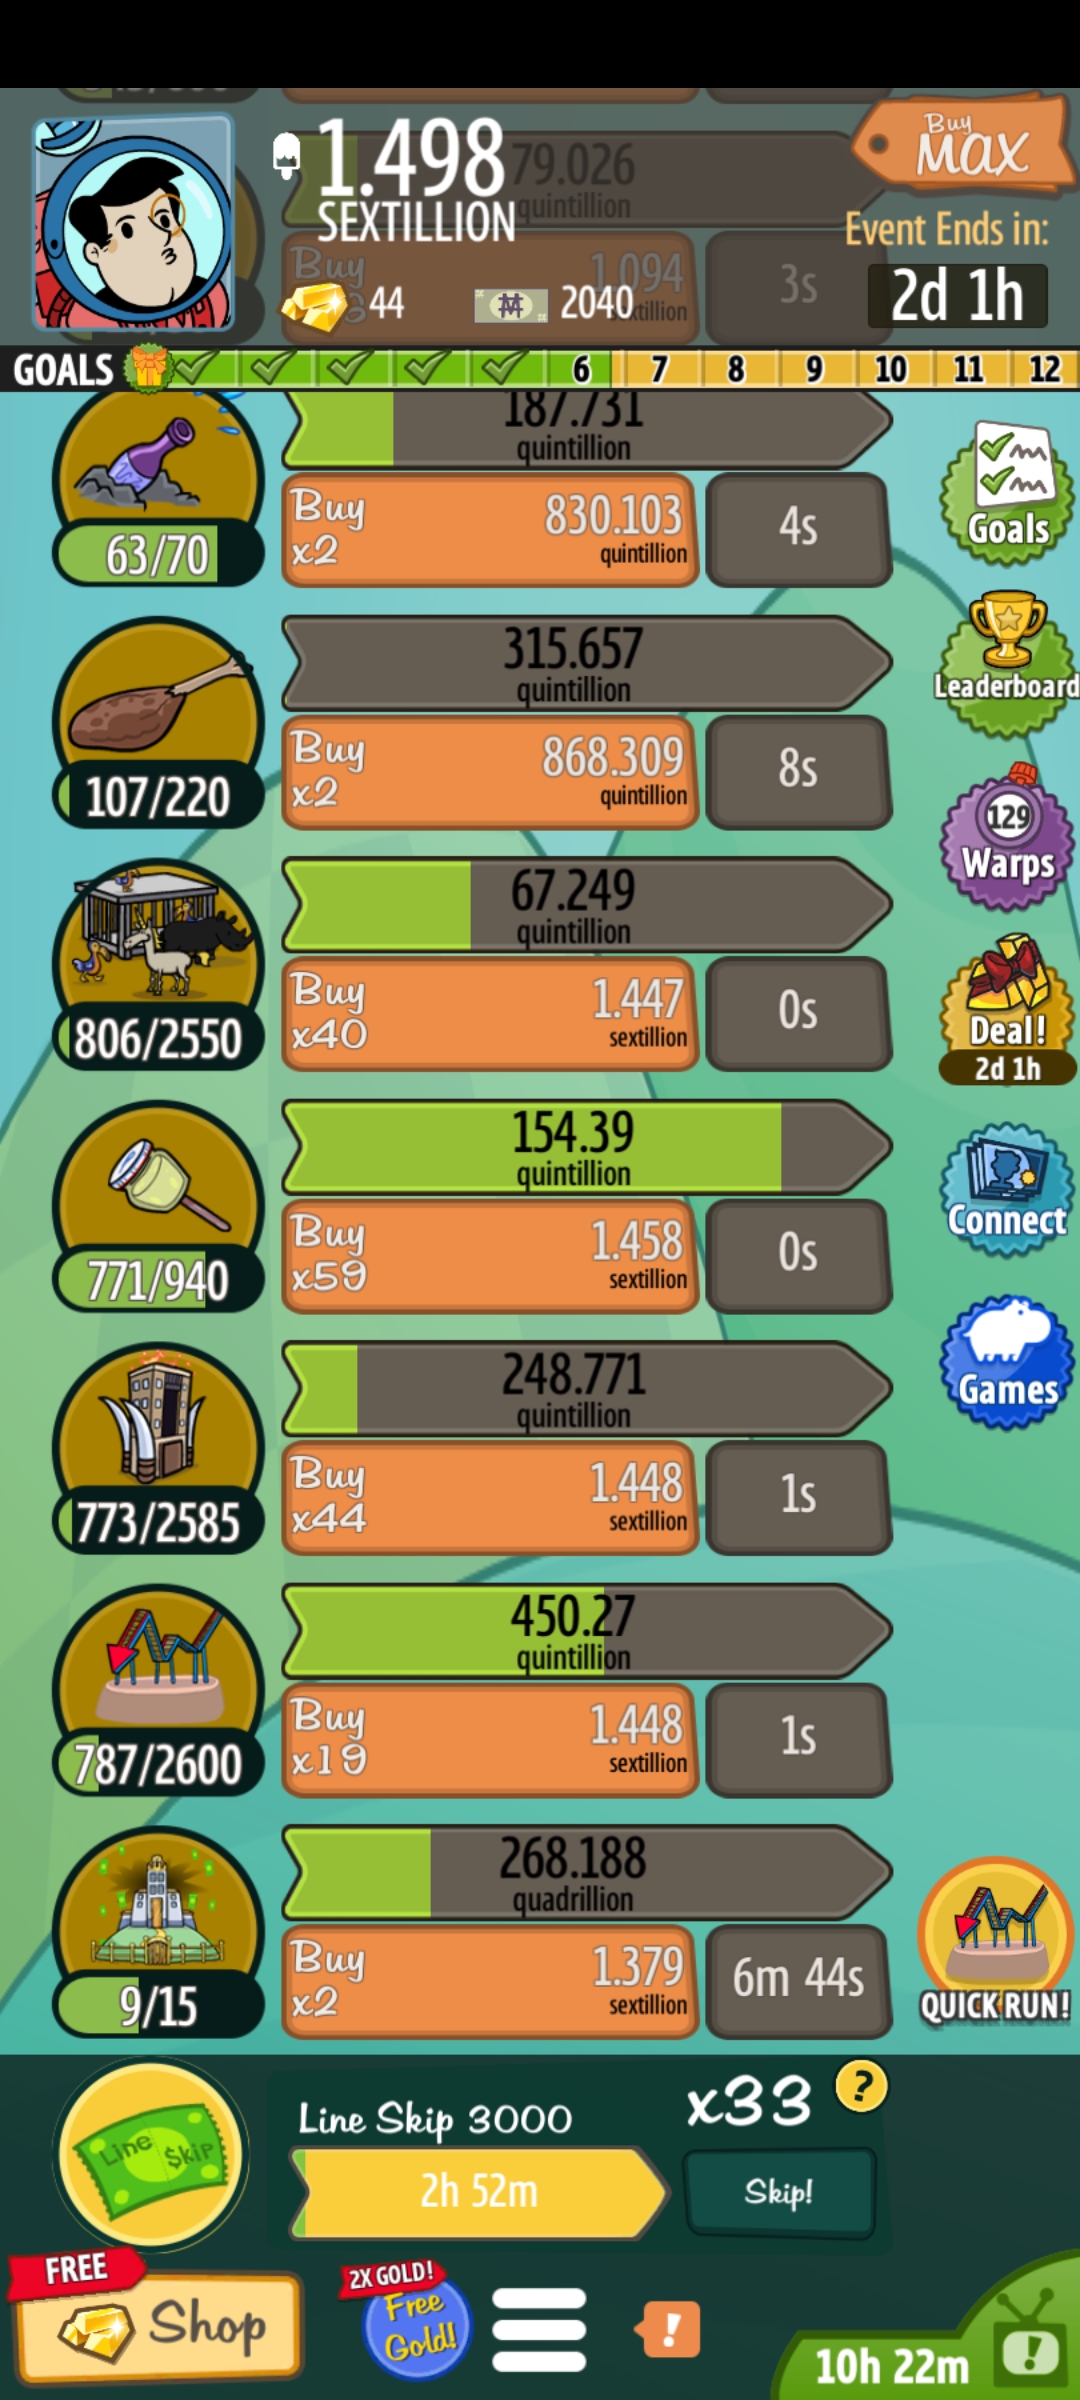 1.498
SEXTILLION
79.026
quintillion
Buy
1.094
3s
44
2040
Buy
MAX
Event Ends in:
2d 1h
GOALS
6
7
8
9
10
11
12
187.731
quintillion
Buy
x2
830.103
quintillion
4s
63/70
315.657
quintillion
Buy
x2
868.309
quintillion
8s
107/220
67.249
quintillion
Buy
x40
1.447
sextillion
0s
806/2550
154.39
quintillion
Buy
x59
1.458
sextillion
0s
771/940
248.771
quintillion
Buy
x44
1.448
sextillion
1s
773/2585
450.27
quintillion
Buy
x19
1.448
sextillion
1s
787/2600
268.188
quadrillion
Buy
x2
1.379
sextillion
6m 44s
9/15
Goals
Leaderboard
129
Warps
Deal!
2d 1h
Connect
Games
QUICK RUN!
Line Skip
Line Skip 3000
2h 52m
x33
?
Skip!
FREE
Shop
2X GOLD!
Free
Gold!
!
10h 22m
!